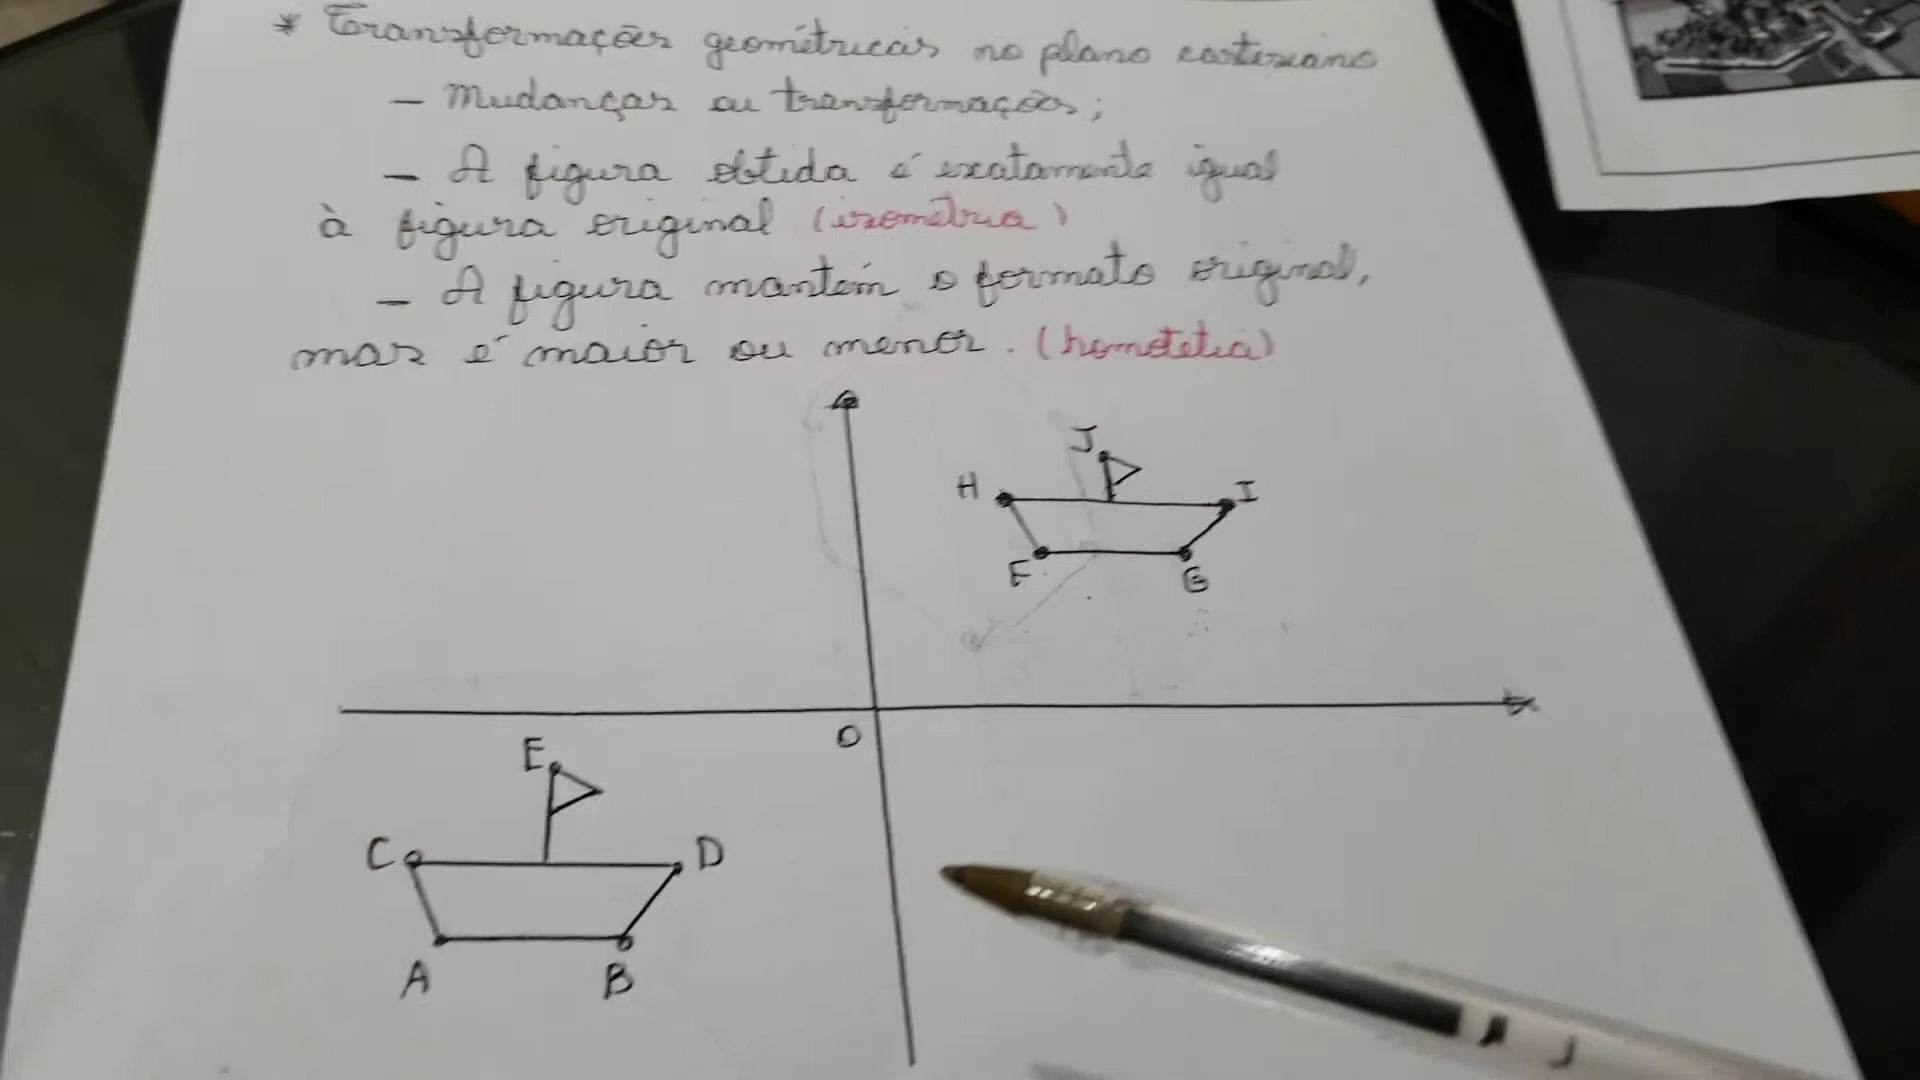 * Transformações geométricas no plano cartesiano
- Mudanças ou transformações;
- A figura obtida é exatamente igual
à figura original (isometria)
- A figura mantém o formato original,
mas é maior ou menor. (homotetia)
J
H
I
F
G
O
E
C
D
A
B